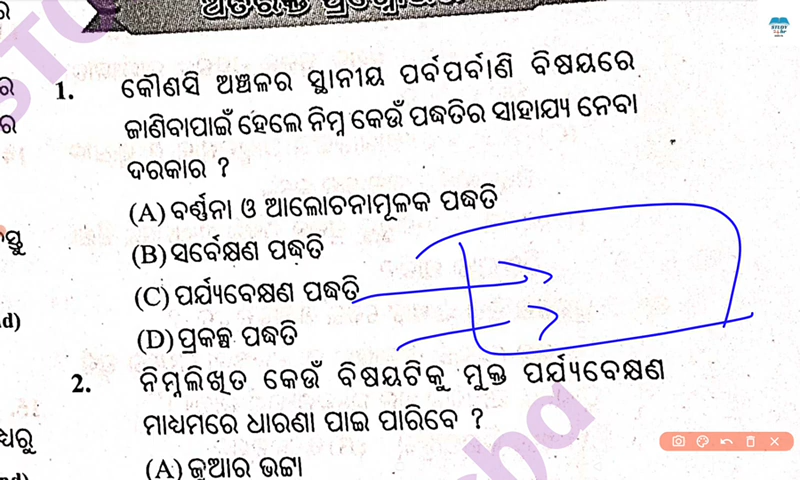 1. କୌଣସି ଅଞ୍ଚଳର ସ୍ଥାନୀୟ ପର୍ବପର୍ବାଣି ବିଷୟରେ
ଜାଣିବାପାଇଁ ହେଲେ ନିମ୍ନ କେଉଁ ପଦ୍ଧତିର ସାହାଯ୍ୟ ନେବା
ଦରକାର ?
(A) ବର୍ଣ୍ଣନା ଓ ଆଲୋଚନାମୂଳକ ପଦ୍ଧତି
(B) ସର୍ବେକ୍ଷଣ ପଦ୍ଧତି
(C) ପର୍ଯ୍ୟବେକ୍ଷଣ ପଦ୍ଧତି
(D) ପ୍ରକଳ୍ପ ପଦ୍ଧତି
2. ନିମ୍ନଲିଖିତ କେଉଁ ବିଷୟଟିକୁ ମୁକ୍ତ ପର୍ଯ୍ୟବେକ୍ଷଣ
ମାଧ୍ୟମରେ ଧାରଣା ପାଇ ପାରିବେ ?
(A) ଜୁଆର ଭଟ୍ଟା